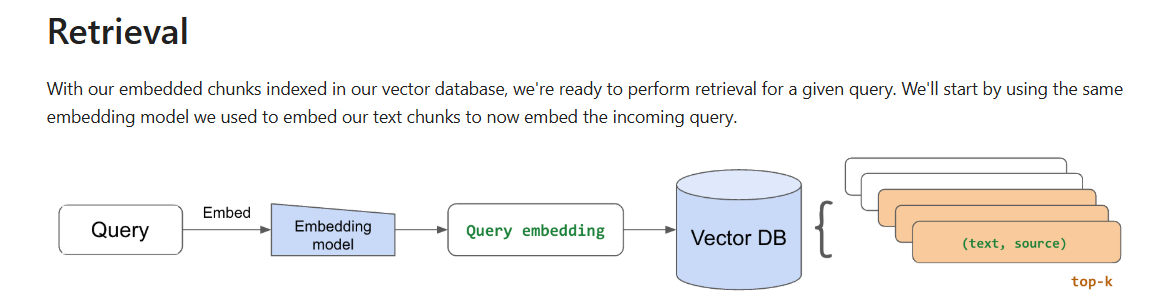 Retrieval
With our embedded chunks indexed in our vector database, we're ready to perform retrieval for a given query. We'll start by using the same
embedding model we used to embed our text chunks to now embed the incoming query.
Query
Embed
Embedding
model
Query embedding
Vector DB
(text, source)
top-k